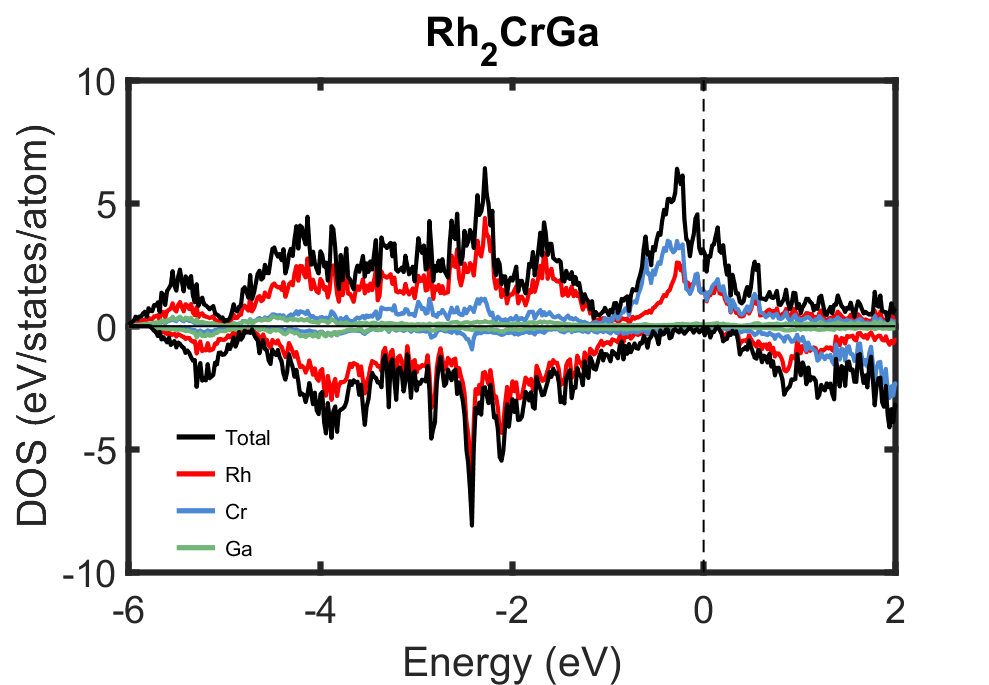 Rh₂CrGa
DOS (eV/states/atom)
10
5
0
-5
-10
Total
Rh
Cr
Ga
-6 -4 -2 0 2
Energy (eV)